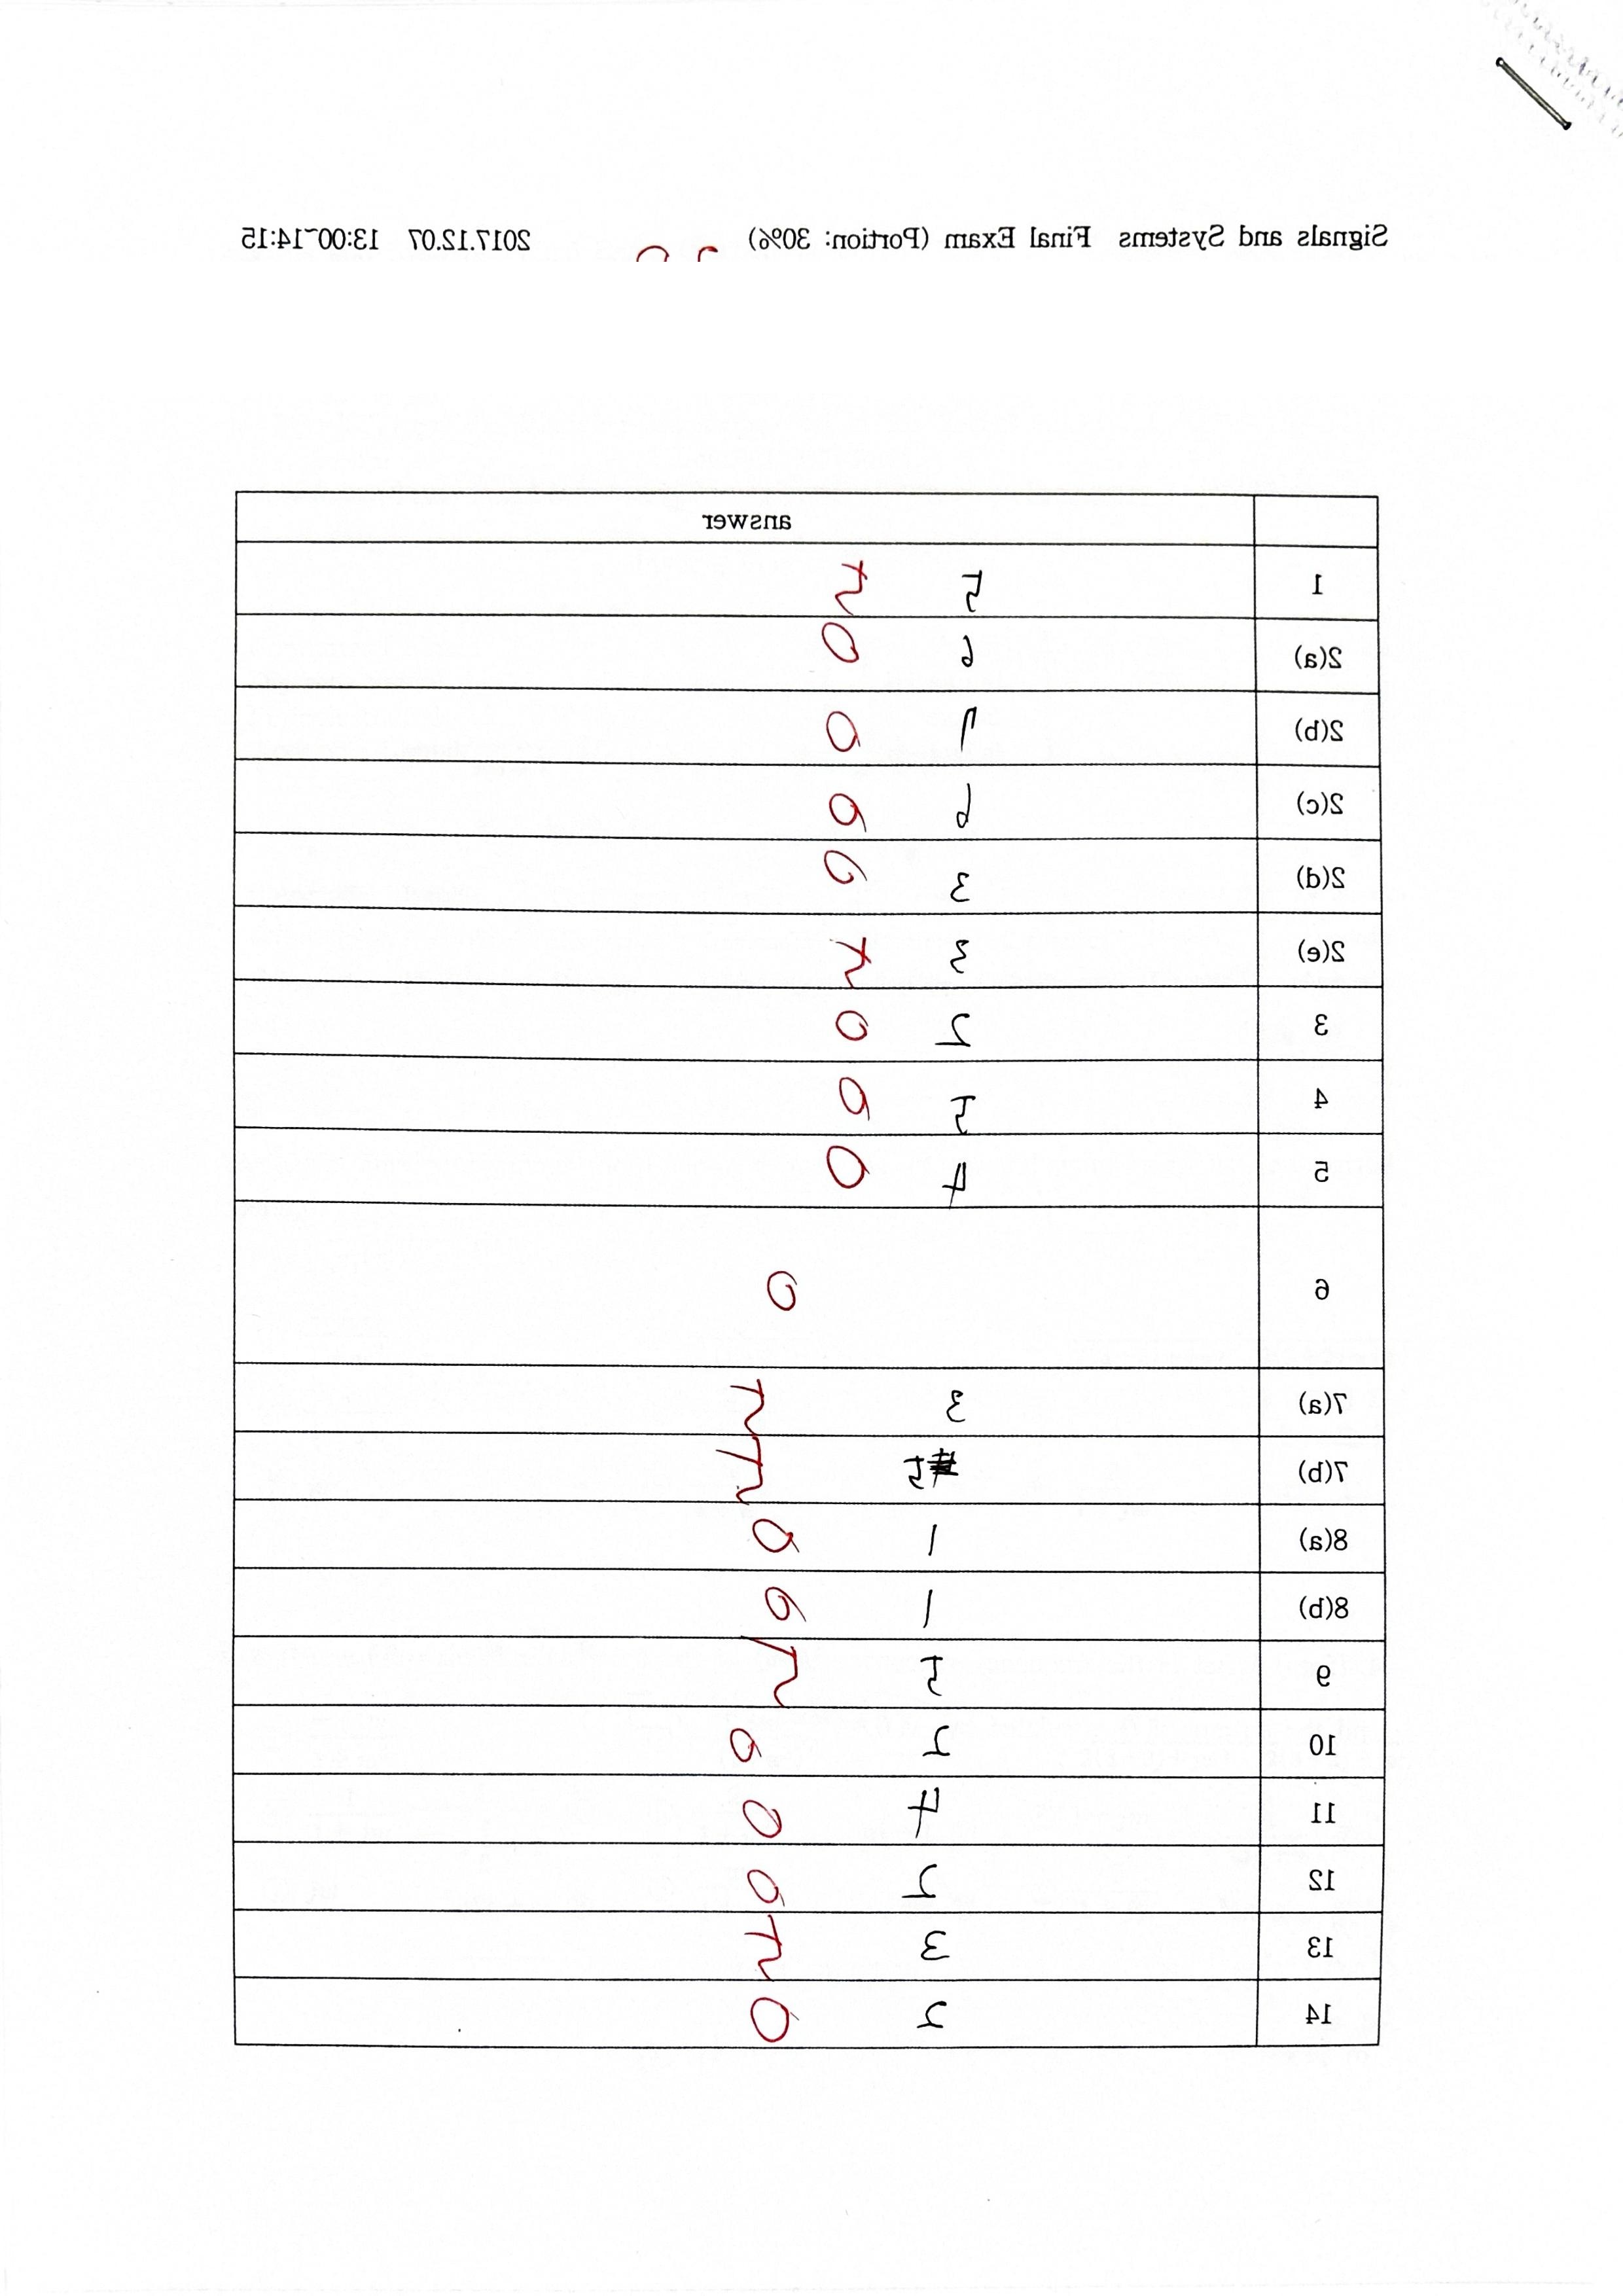 Signals and Systems Final Exam (Portion: 30%) 2017.12.07 13:00~14:15
answer
1 5
2(a) 6
2(b) 7
2(c) 6
2(d) 3
2(e) 3
3 2
4 5
5 4
6
7(a) 3
7(b) 5
8(a) 1
8(b) 1
9 5
10 2
11 4
12 2
13 3
14 2